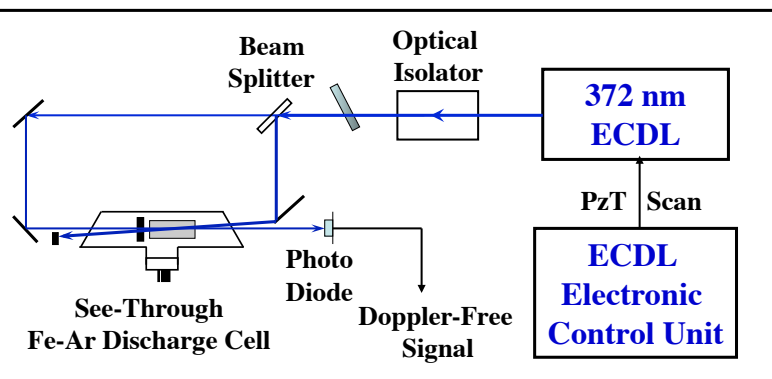 Beam
Splitter
Optical
Isolator
372 nm
ECDL
PzT Scan
ECDL
Electronic
Control Unit
Photo
Diode
Doppler-Free
Signal
See-Through
Fe-Ar Discharge Cell